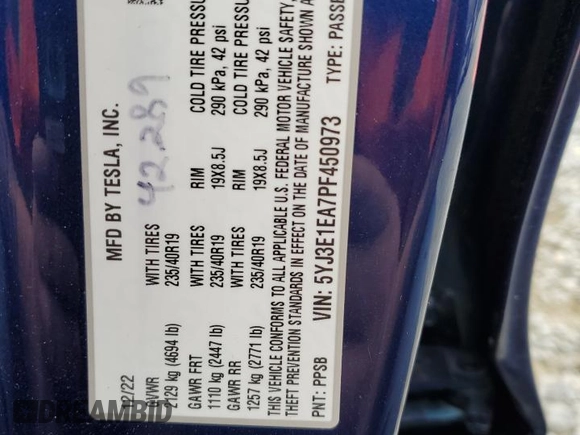 MFD BY TESLA, INC.
42,289
/22
GVWR WITH TIRES RIM COLD TIRE PRESSURE
2129 kg (4694 lb) 235/40R19 19X8.5J 290 kPa, 42 psi
GAWR FRT WITH TIRES RIM COLD TIRE PRESSU
1110 kg (2447 lb) 235/40R19 19X8.5J 290 kPa, 42 psi
GAWR RR WITH TIRES RIM COLD TIRE PRESSU
1257 kg (2771 lb) 235/40R19 19X8.5J 290 kPa, 42 psi
THIS VEHICLE CONFORMS TO ALL APPLICABLE U.S. FEDERAL MOTOR VEHICLE SAFETY,
THEFT PREVENTION STANDARDS IN EFFECT ON THE DATE OF MANUFACTURE SHOWN A
PNT: PPSB VIN: 5YJ3E1EA7PF450973 TYPE: PASSE
DREAMBID